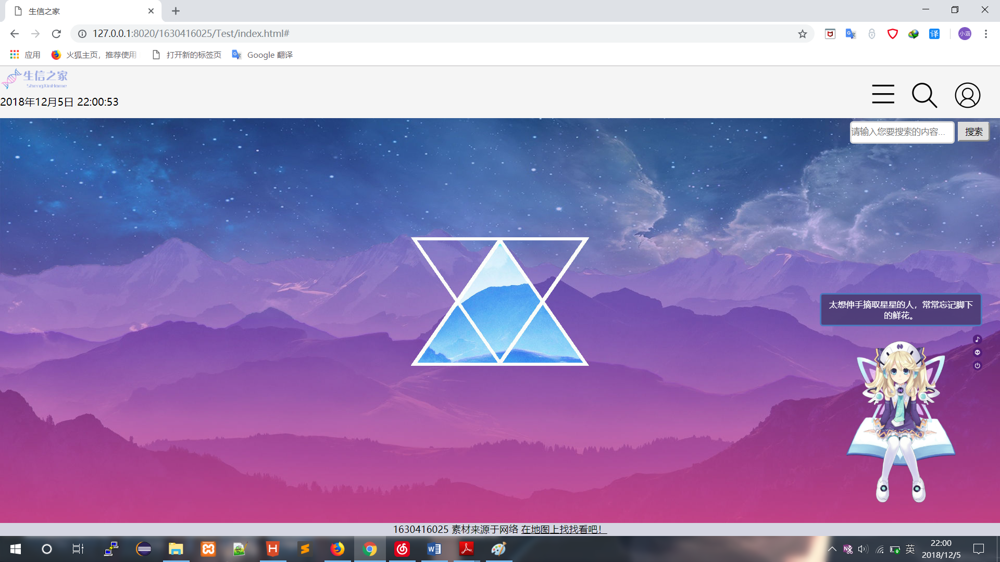 生信之家
127.0.0.1:8020/1630416025/Test/index.html#
小涵
应用
火狐主页，推荐使用
打开新的标签页
Google 翻译
生信之家
ShengXinHome
2018年12月5日 22:00:53
请输入您要搜索的内容...
搜索
太想伸手摘取星星的人，常常忘记脚下
的鲜花。
1630416025 素材来源于网络 在地图上找找看吧！
英
22:00
2018/12/5